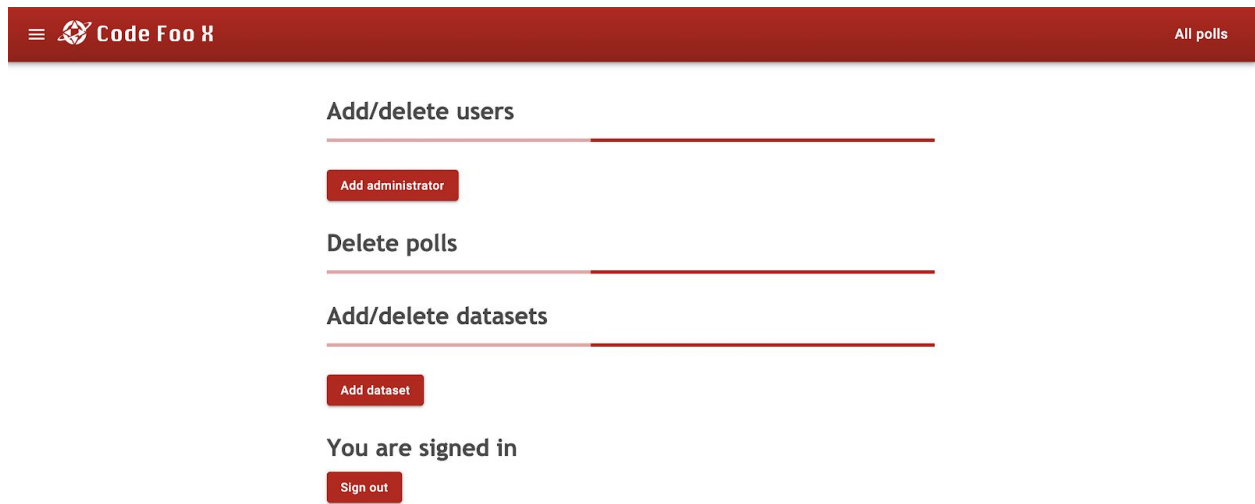 Code Foo X
All polls
Add/delete users
Add administrator
Delete polls
Add/delete datasets
Add dataset
You are signed in
Sign out